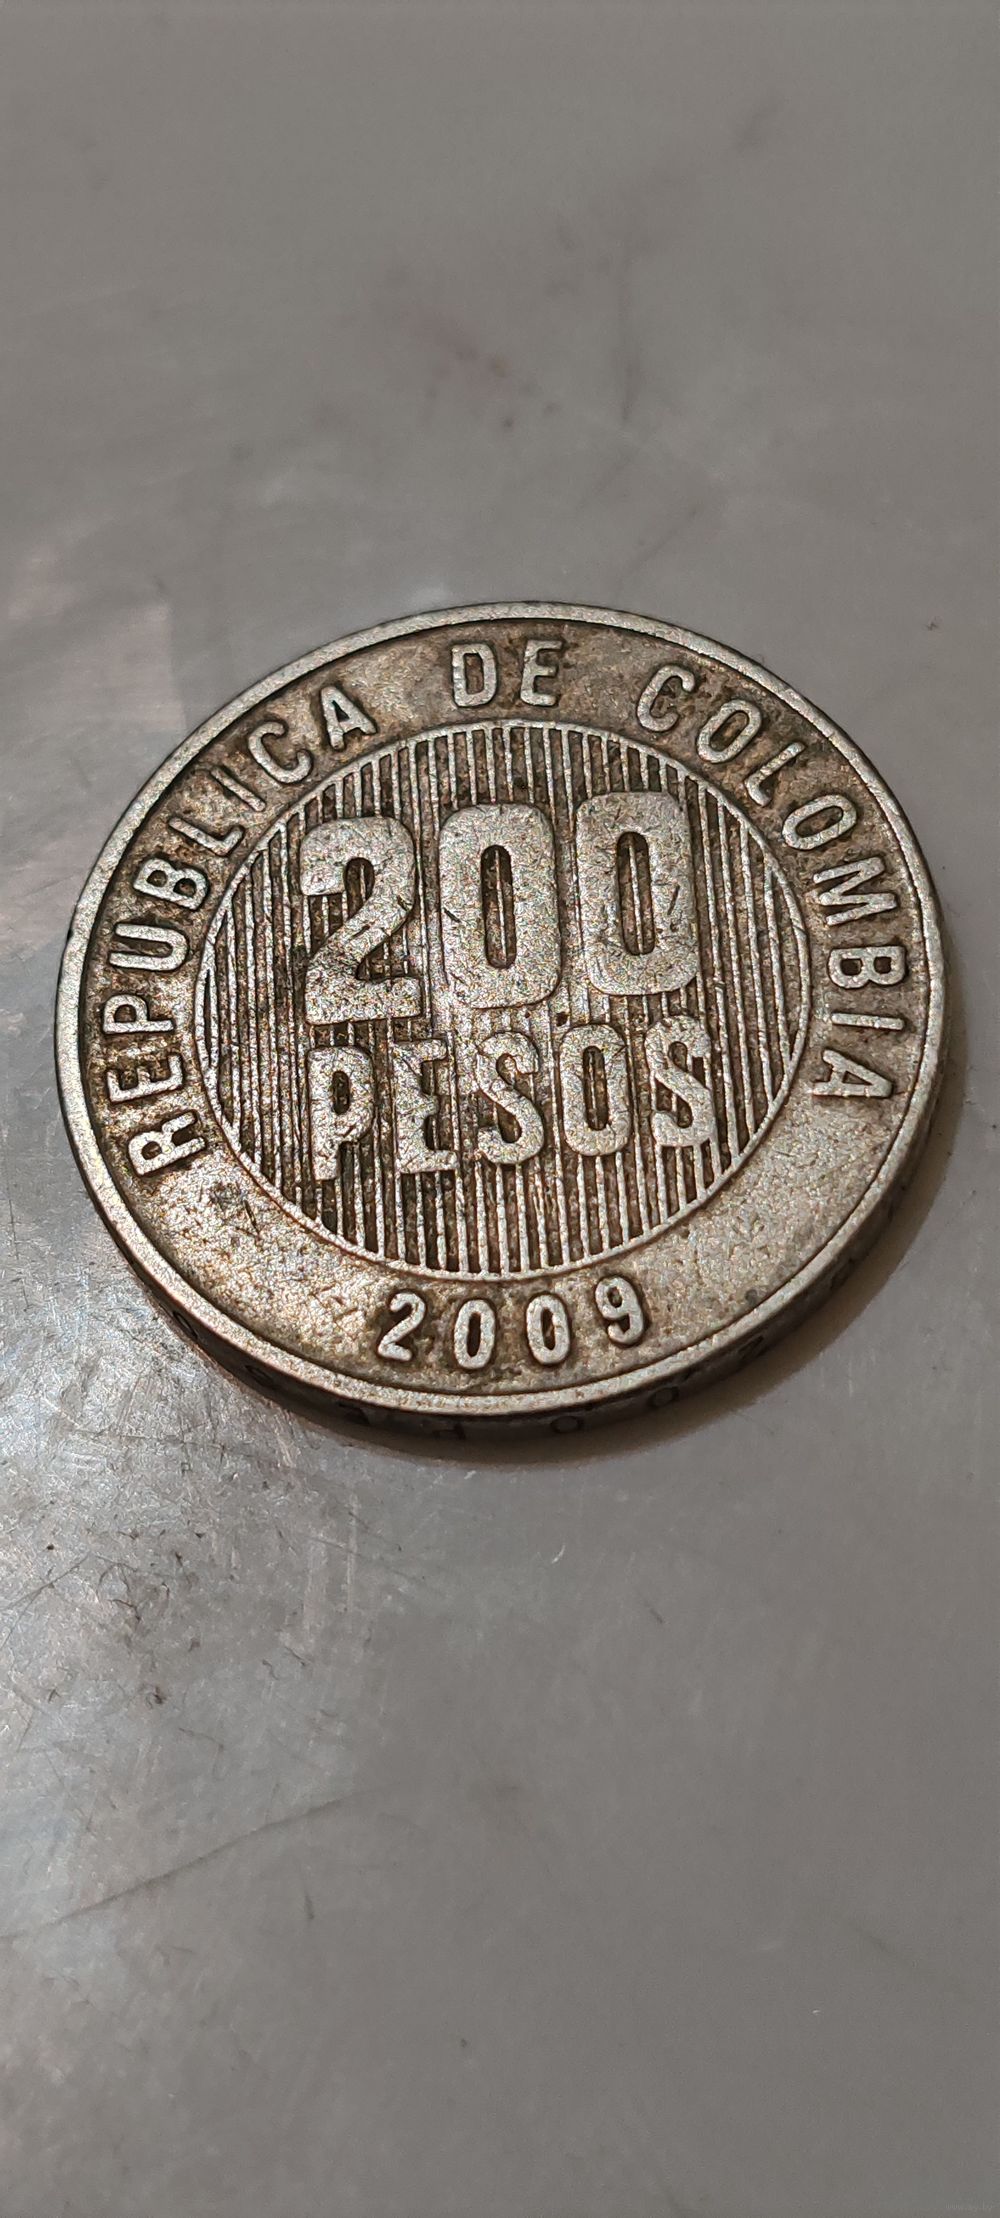 REPUBLICA DE COLOMBIA
200
PESOS
2009